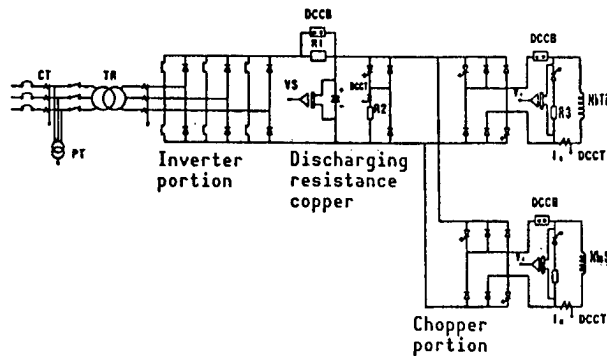 DCCB
R1
CT
TR
VS
DCCT
R2
PT
Inverter
portion
Discharging
resistance
copper
DCCB
R3
NbTi
DCCT
DCCB
DCCT
Chopper
portion